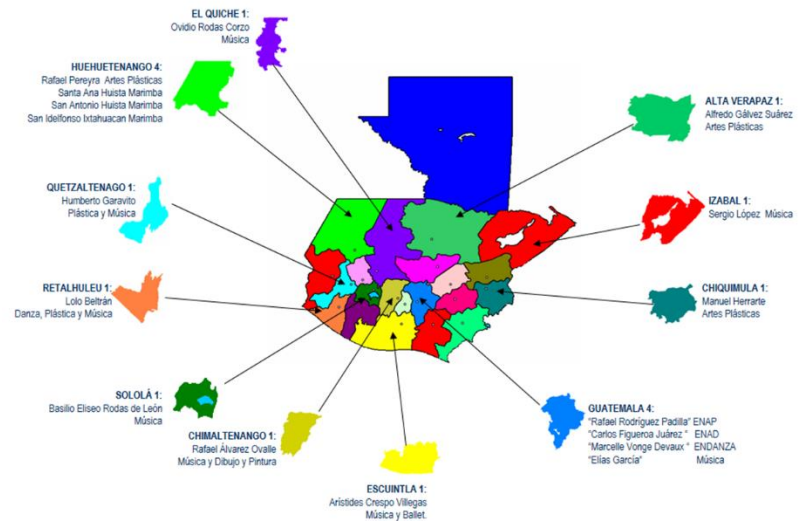 EL QUICHE 1:
Ovidio Rodas Corzo
Música
HUEHUETENANGO 4:
Rafael Pereyra Artes Plásticas
Santa Ana Huista Marimba
San Antonio Huista Marimba
San Idelfonso Ixtahuacan Marimba
ALTA VERAPAZ 1:
Alfredo Gálvez Suárez
Artes Plásticas
QUETZALTENAGO 1:
Humberto Garavito
Plástica y Música
IZABAL 1:
Sergio López Música
RETALHULEU 1:
Lolo Beltrán
Danza, Plástica y Música
CHIQUIMULA 1:
Manuel Herrarte
Artes Plásticas
SOLOLÁ 1:
Basilio Eliseo Rodas de León
Música
CHIMALTENANGO 1:
Rafael Álvarez Ovalle
Música y Dibujo y Pintura
ESCUINTLA 1:
Arístides Crespo Villegas
Música y Ballet.
GUATEMALA 4:
"Rafael Rodríguez Padilla" ENAP
"Carlos Figueroa Juárez " ENAD
"Marcelle Vonge Devaux " ENDANZA
"Elías García" Música